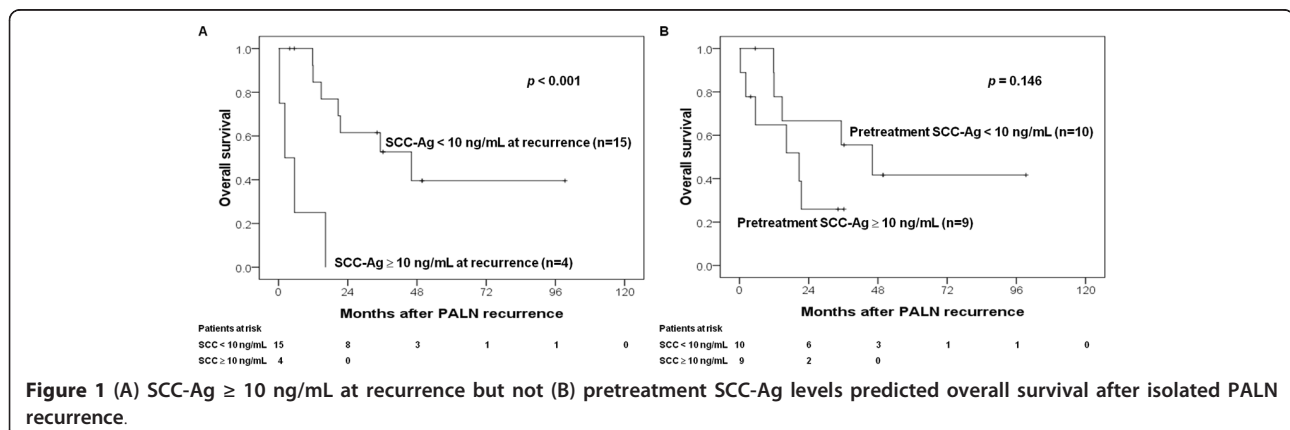 A
Overall survival
1.0
0.8
0.6
0.4
0.2
0.0
p < 0.001
SCC-Ag < 10 ng/mL at recurrence (n=15)
SCC-Ag ≥ 10 ng/mL at recurrence (n=4)
0 24 48 72 96 120
Months after PALN recurrence
Patients at risk
SCC < 10 ng/mL 15 8 3 1 1 0
SCC ≥ 10 ng/mL 4 0
B
Overall survival
1.0
0.8
0.6
0.4
0.2
0.0
p = 0.146
Pretreatment SCC-Ag < 10 ng/mL (n=10)
Pretreatment SCC-Ag ≥ 10 ng/mL (n=9)
0 24 48 72 96 120
Months after PALN recurrence
Patients at risk
SCC < 10 ng/mL 10 6 3 1 1 0
SCC ≥ 10 ng/mL 9 2 0
Figure 1 (A) SCC-Ag ≥ 10 ng/mL at recurrence but not (B) pretreatment SCC-Ag levels predicted overall survival after isolated PALN
recurrence.